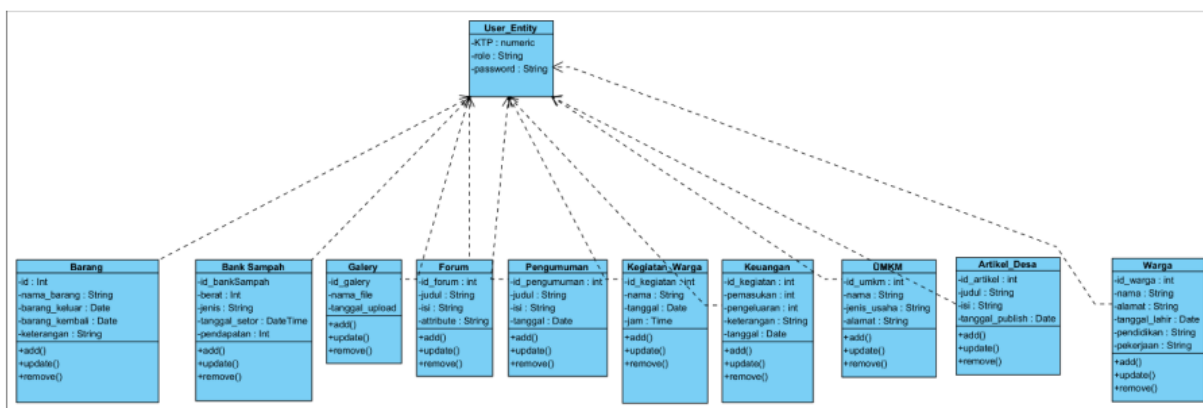 User_Entity
-KTP : numeric
-role : String
-password : String
Barang
-id : Int
-nama_barang : String
-barang_keluar : Date
-barang_kembali : Date
-keterangan : String
+add()
+update()
+remove()
Bank Sampah
-id_bankSampah
-berat : Int
-jenis : String
-tanggal_setor : DateTime
-pendapatan : Int
+add()
+update()
+remove()
Galery
-id_galery
-nama_file
-tanggal_upload
+add()
+update()
+remove()
Forum
-id_forum : int
-judul : String
-isi : String
-attribute : String
+add()
+update()
+remove()
Pengumuman
-id_pengumuman : int
-judul : String
-isi : String
-tanggal : Date
+add()
+update()
+remove()
Kegiatan_Warga
-id_kegiatan : int
-nama : String
-tanggal : Date
-jam : Time
+add()
+update()
+remove()
Keuangan
-id_kegiatan : int
-pemasukan : int
-pengeluaran : int
-keterangan : String
-tanggal : Date
+add()
+update()
+remove()
UMKM
-id_umkm : int
-nama : String
-jenis_usaha : String
-alamat : String
+add()
+update()
+remove()
Artikel_Desa
-id_artikel : int
-judul : String
-isi : String
-tanggal_publish : Date
+add()
+update()
+remove()
Warga
-id_warga : int
-nama : String
-alamat : String
-tanggal_lahir : Date
-pendidikan : String
-pekerjaan : String
+add()
+update()
+remove()